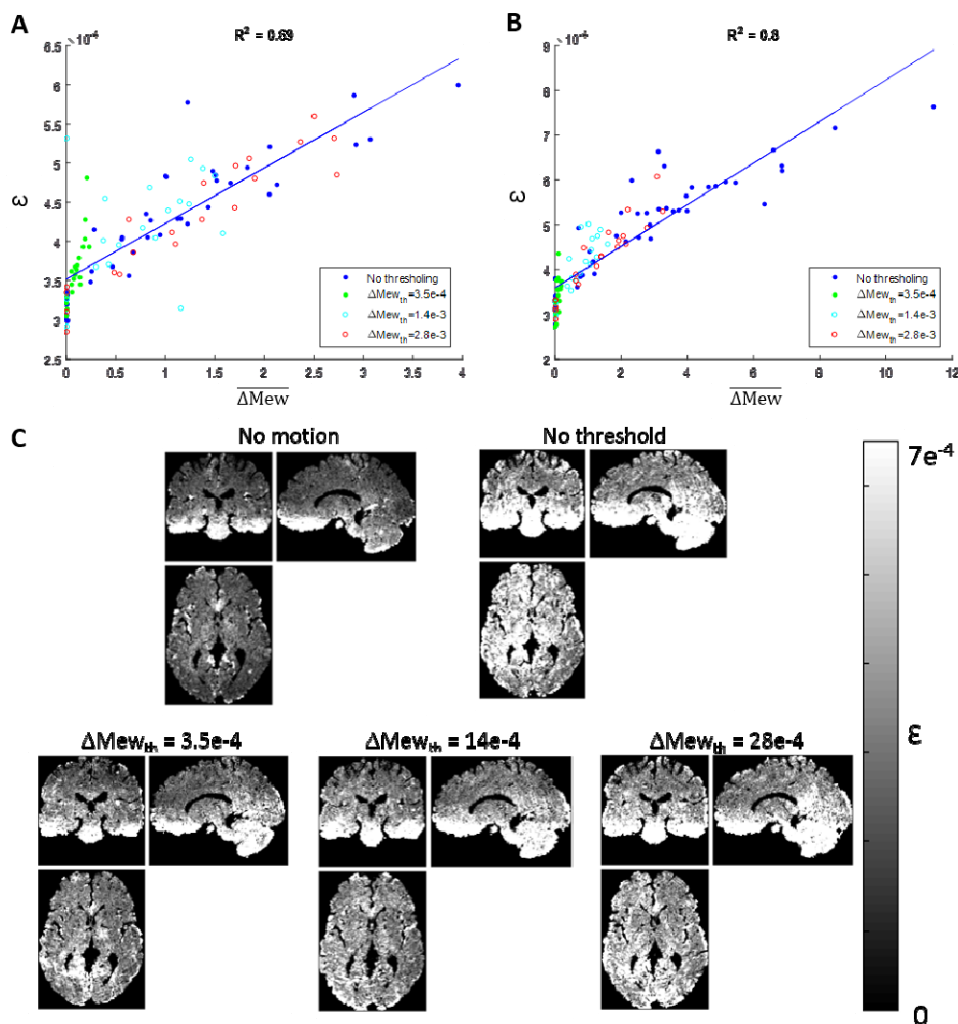 A
×10⁻⁴
R² = 0.69
6.5
6
5.5
5
4.5
4
3.5
3
2.5
ε
0
0.5
1
1.5
2
2.5
3
3.5
4
ΔMew
No thresholing
ΔMew_th=3.5e-4
ΔMew_th=1.4e-3
ΔMew_th=2.8e-3
B
×10⁻⁴
R² = 0.8
9
8
7
6
5
4
3
2
ε
0
2
4
6
8
10
12
ΔMew
No thresholing
ΔMew_th=3.5e-4
ΔMew_th=1.4e-3
ΔMew_th=2.8e-3
C
No motion
No threshold
ΔMew_th = 3.5e-4
ΔMew_th = 14e-4
ΔMew_th = 28e-4
7e⁻⁴
ε
0